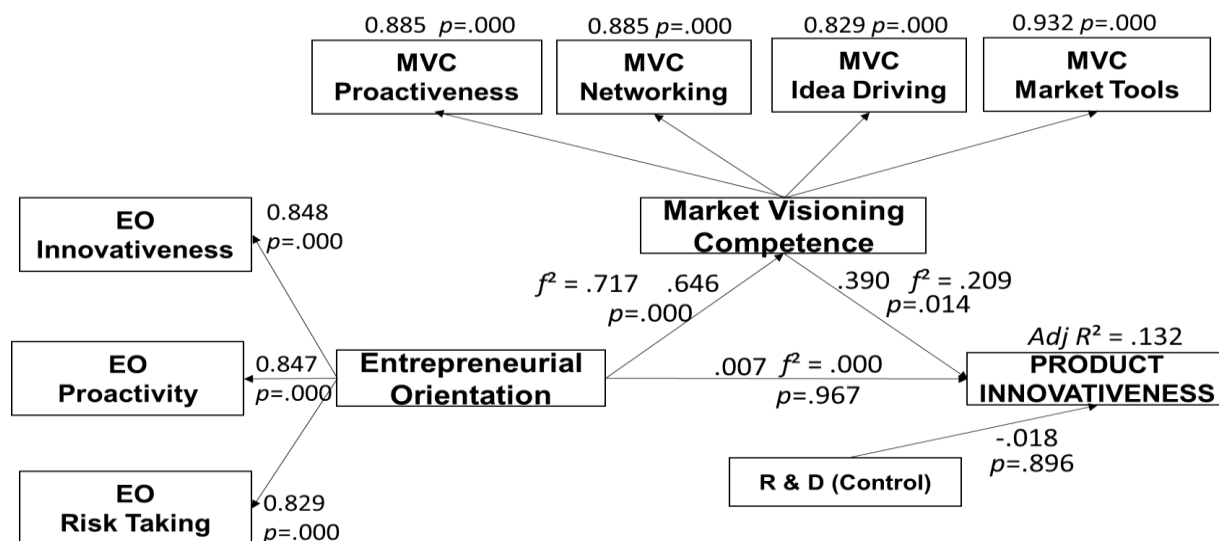 0.885 p=.000
0.885 p=.000
0.829 p=.000
0.932 p=.000
MVC
Proactiveness
MVC
Networking
MVC
Idea Driving
MVC
Market Tools
EO
Innovativeness
0.848
p=.000
Market Visioning
Competence
f² = .717 .646
p=.000
.390 f² = .209
p=.014
EO
Proactivity
0.847
p=.000
Entrepreneurial
Orientation
.007 f² = .000
p=.967
Adj R² = .132
PRODUCT
INNOVATIVENESS
-.018
p=.896
R & D (Control)
EO
Risk Taking
0.829
p=.000